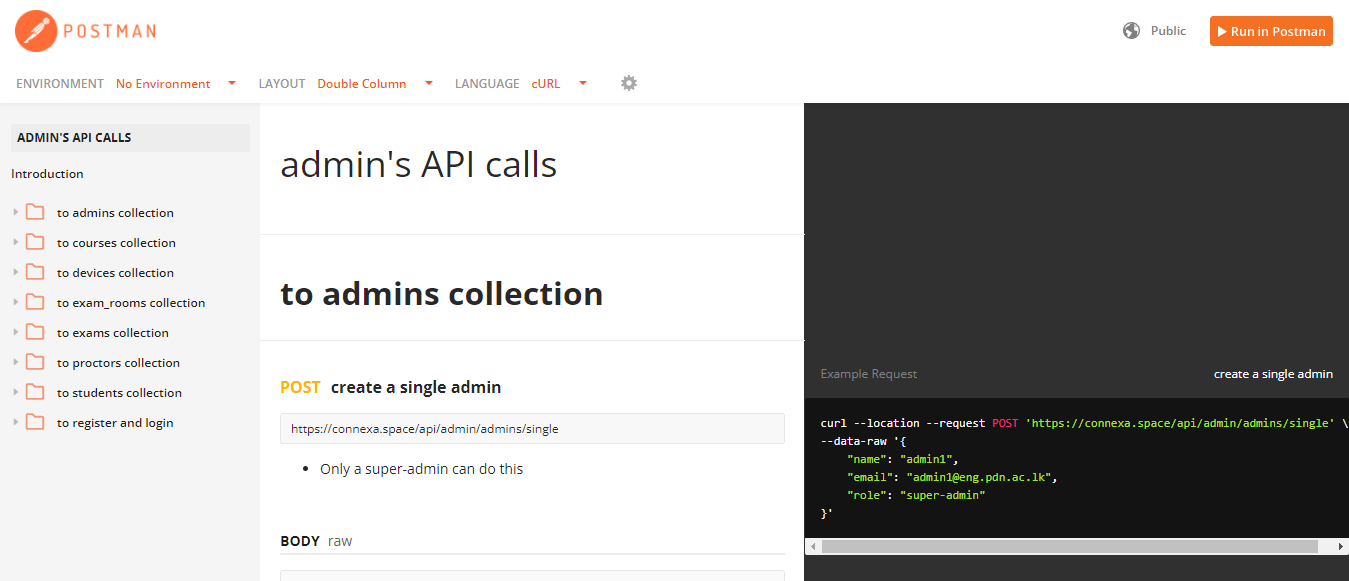 POSTMAN
Public
Run in Postman
ENVIRONMENT No Environment LAYOUT Double Column LANGUAGE cURL
ADMIN'S API CALLS
Introduction
to admins collection
to courses collection
to devices collection
to exam_rooms collection
to exams collection
to proctors collection
to students collection
to register and login
admin's API calls
to admins collection
POST create a single admin
https://connexa.space/api/admin/admins/single
• Only a super-admin can do this
BODY raw
Example Request create a single admin
curl --location --request POST 'https://connexa.space/api/admin/admins/single' \
--data-raw '{
    "name": "admin1",
    "email": "admin1@eng.pdn.ac.lk",
    "role": "super-admin"
}'